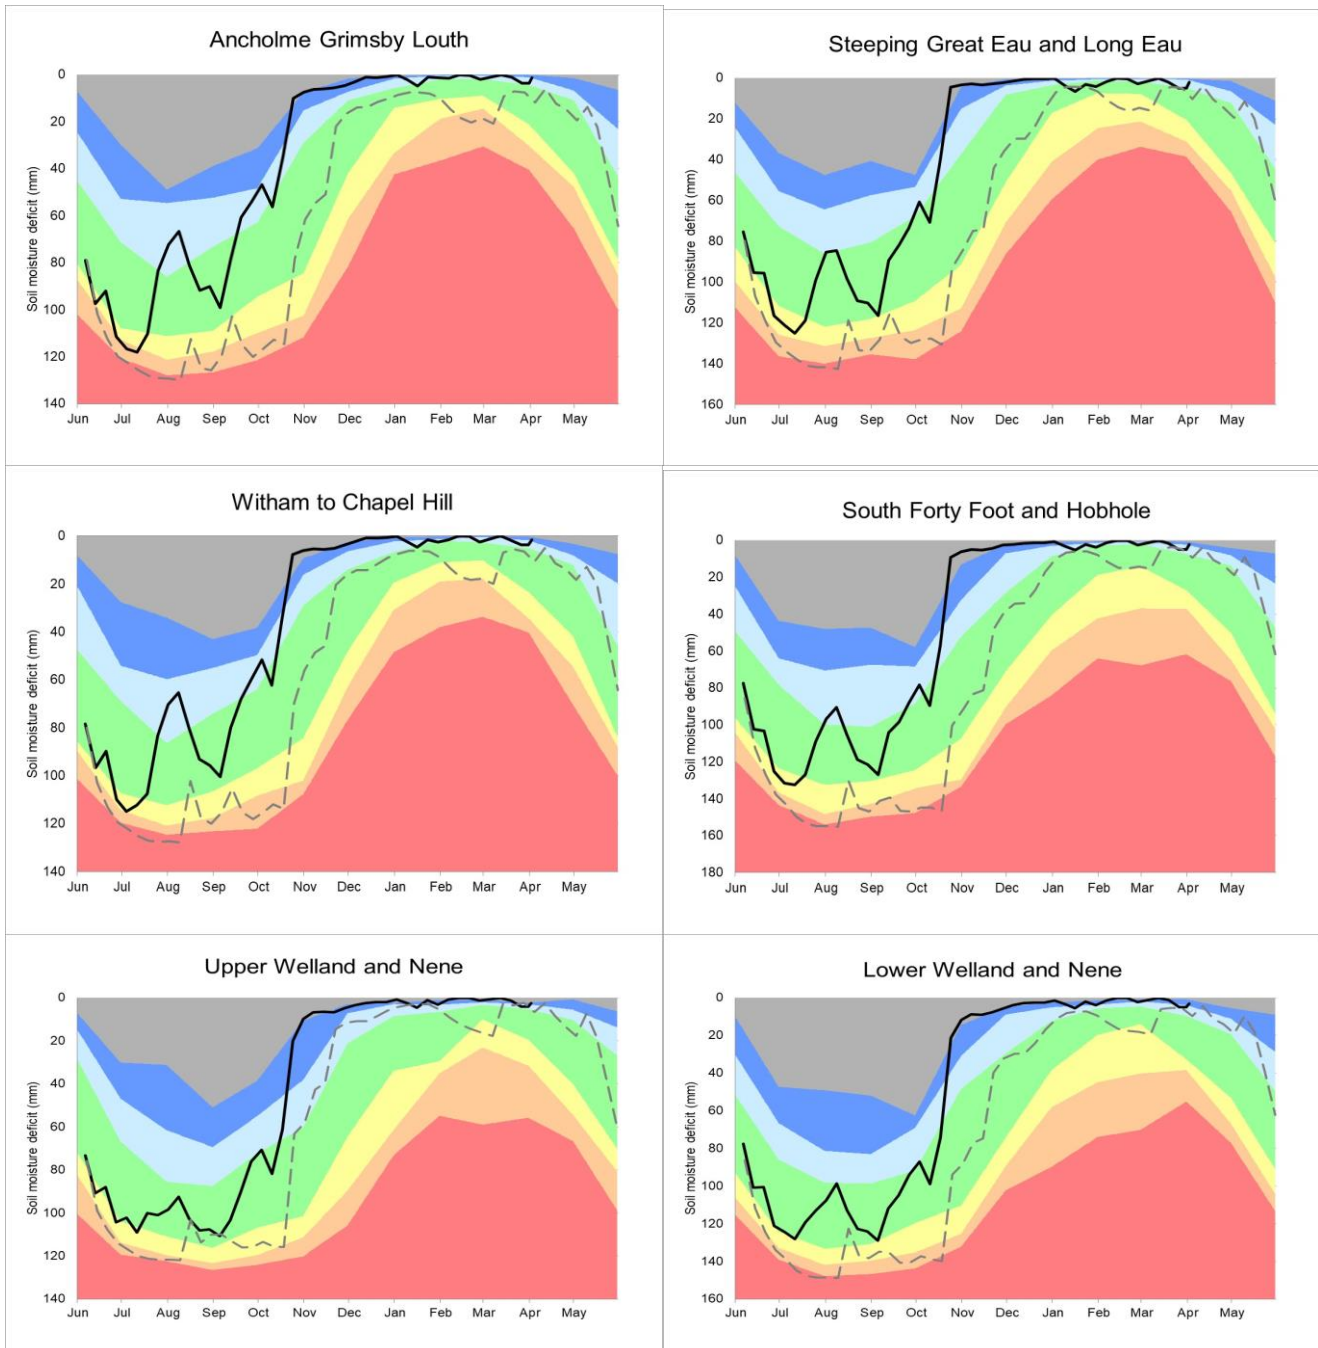 Ancholme Grimsby Louth
Soil moisture deficit (mm)
0
20
40
60
80
100
120
140
Jun Jul Aug Sep Oct Nov Dec Jan Feb Mar Apr May
Steeping Great Eau and Long Eau
Soil moisture deficit (mm)
0
20
40
60
80
100
120
140
160
Jun Jul Aug Sep Oct Nov Dec Jan Feb Mar Apr May
Witham to Chapel Hill
Soil moisture deficit (mm)
0
20
40
60
80
100
120
140
Jun Jul Aug Sep Oct Nov Dec Jan Feb Mar Apr May
South Forty Foot and Hobhole
Soil moisture deficit (mm)
0
20
40
60
80
100
120
140
160
180
Jun Jul Aug Sep Oct Nov Dec Jan Feb Mar Apr May
Upper Welland and Nene
Soil moisture deficit (mm)
0
20
40
60
80
100
120
140
Jun Jul Aug Sep Oct Nov Dec Jan Feb Mar Apr May
Lower Welland and Nene
Soil moisture deficit (mm)
0
20
40
60
80
100
120
140
160
Jun Jul Aug Sep Oct Nov Dec Jan Feb Mar Apr May